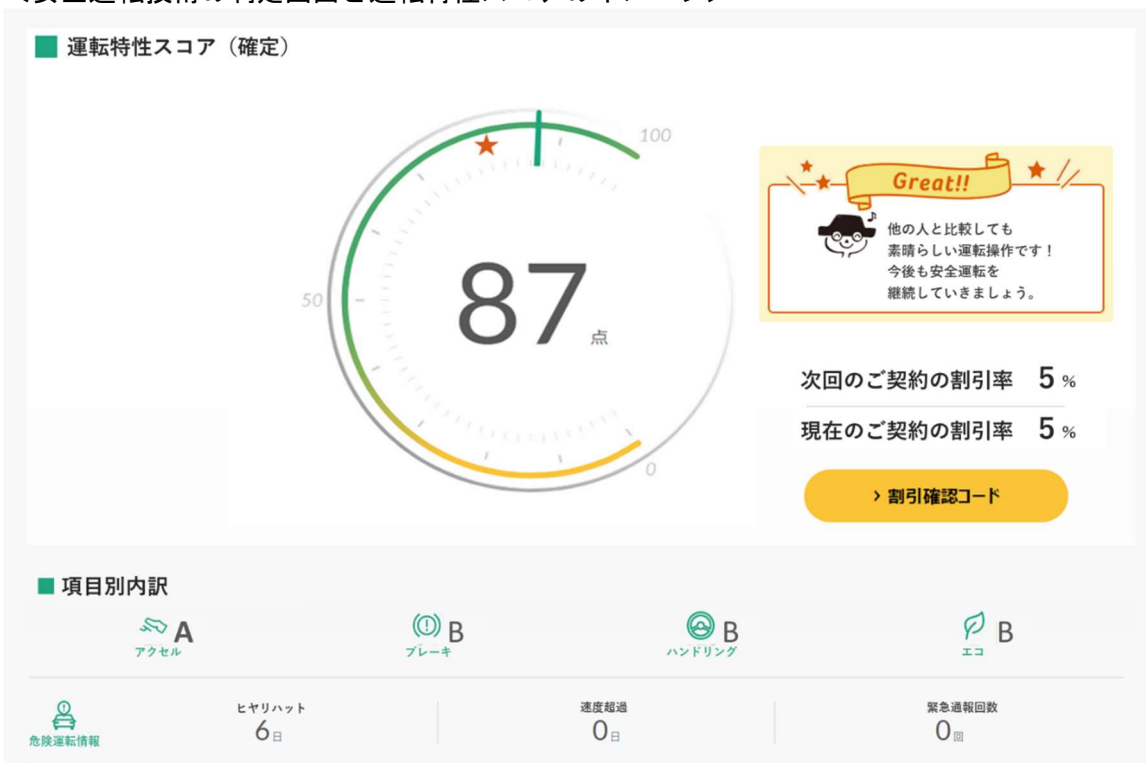 運転特性スコア（確定）
100
50
0
87点
Great!!
他の人と比較しても
素晴らしい運転操作です！
今後も安全運転を
継続していきましょう。
次回のご契約の割引率 5 %
現在のご契約の割引率 5 %
› 割引確認コード
項目別内訳
A
アクセル
B
ブレーキ
B
ハンドリング
B
エコ
危険運転情報
ヒヤリハット
6日
速度超過
0日
緊急通報回数
0回